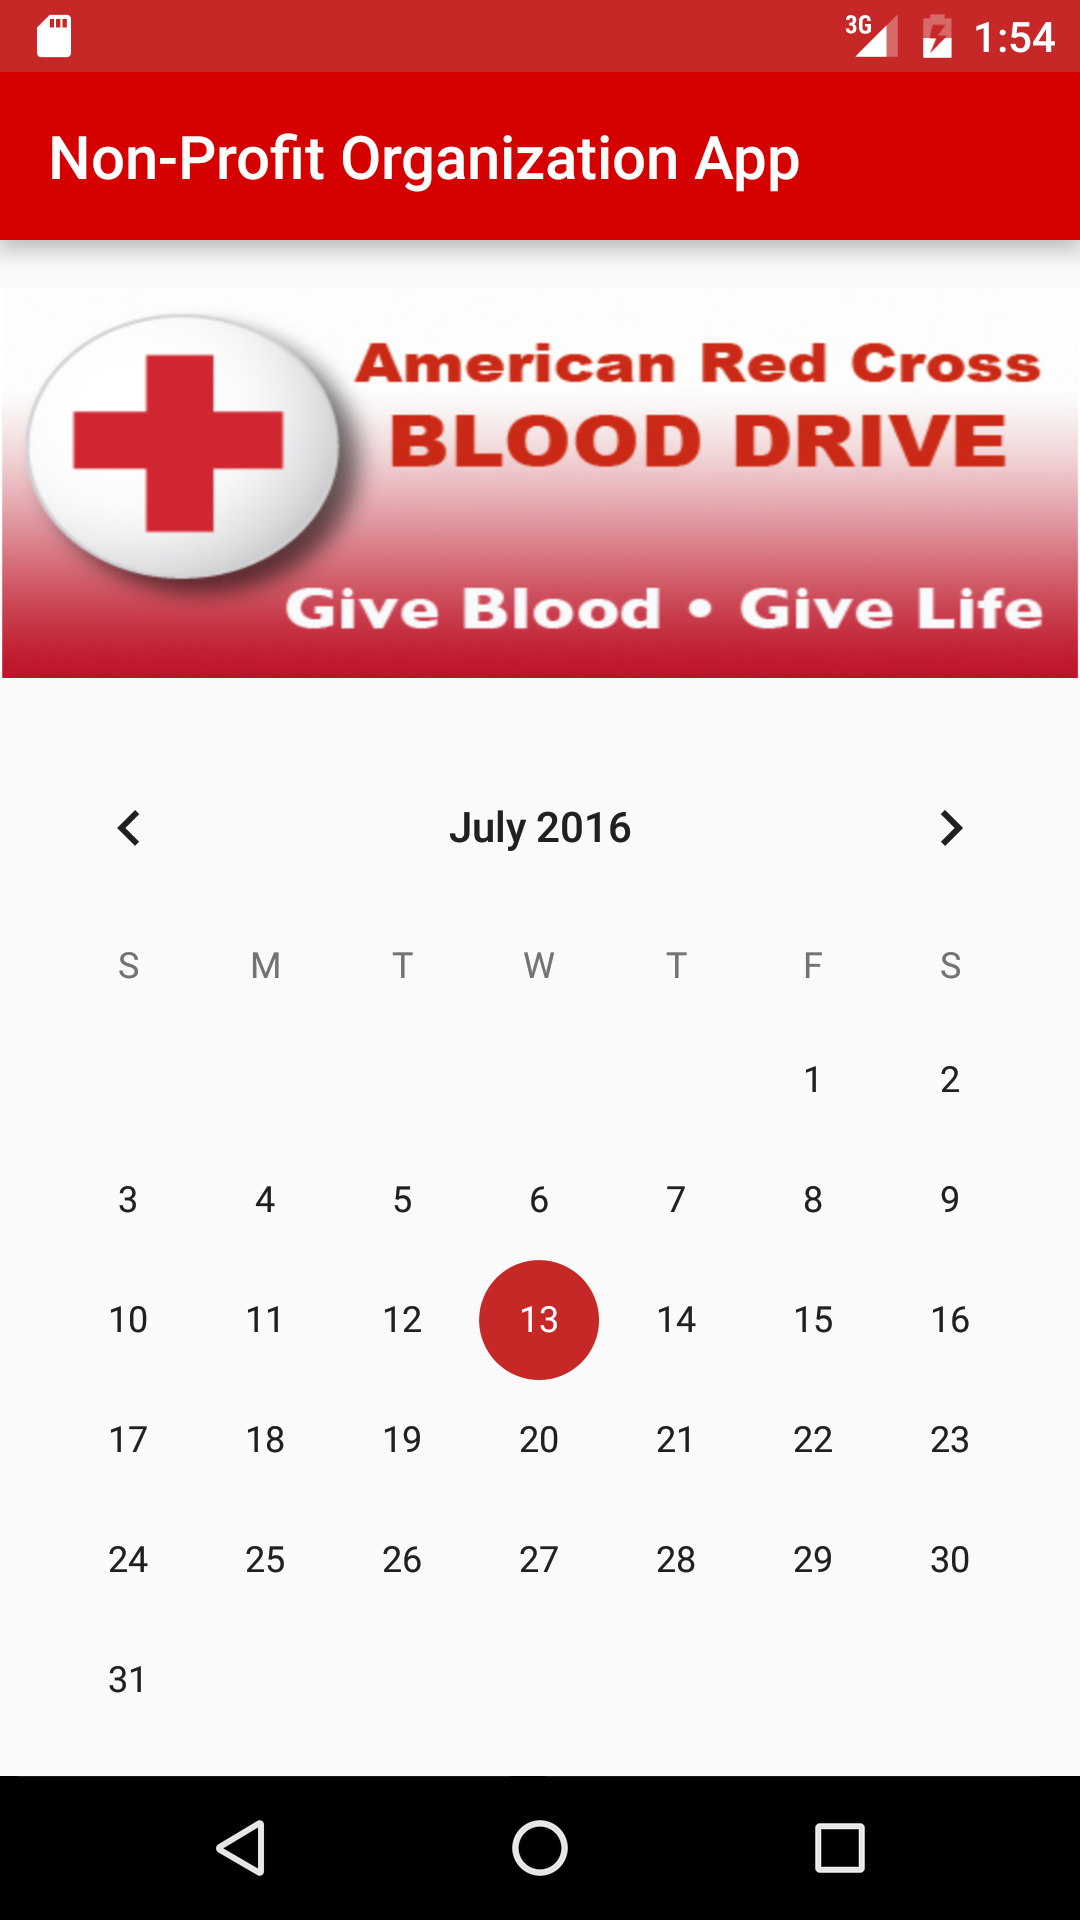 3G 1:54
Non-Profit Organization App
American Red Cross
BLOOD DRIVE
Give Blood • Give Life
July 2016
S M T W T F S
1 2
3 4 5 6 7 8 9
10 11 12 13 14 15 16
17 18 19 20 21 22 23
24 25 26 27 28 29 30
31